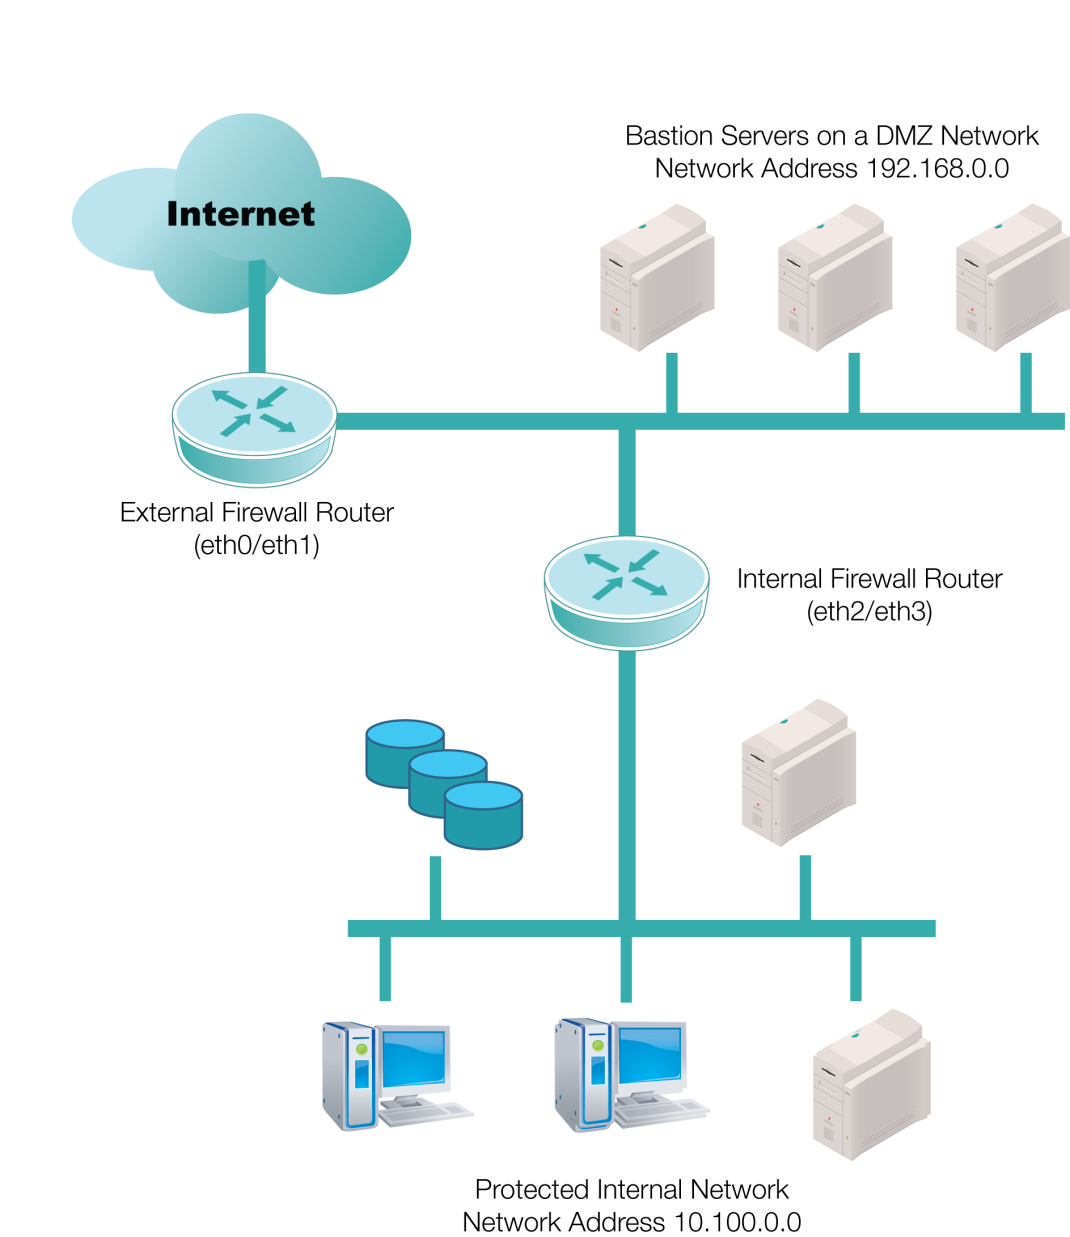 Bastion Servers on a DMZ Network
Network Address 192.168.0.0
Internet
External Firewall Router
(eth0/eth1)
Internal Firewall Router
(eth2/eth3)
Protected Internal Network
Network Address 10.100.0.0